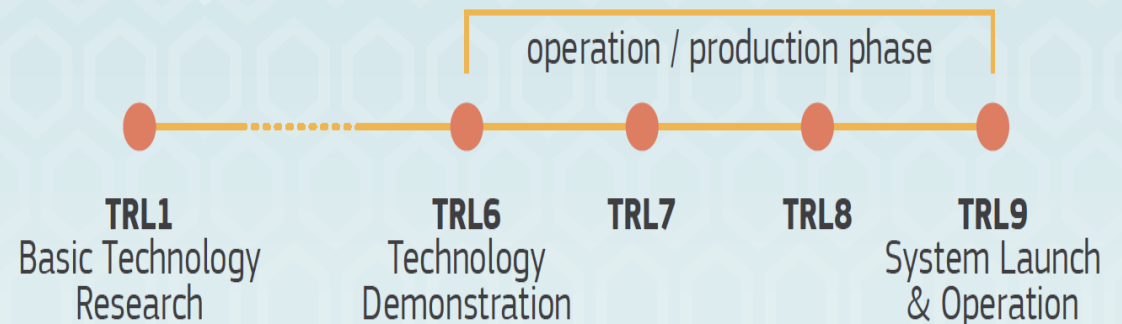 operation / production phase
TRL1
Basic Technology
Research
TRL6
Technology
Demonstration
TRL7
TRL8
TRL9
System Launch
& Operation